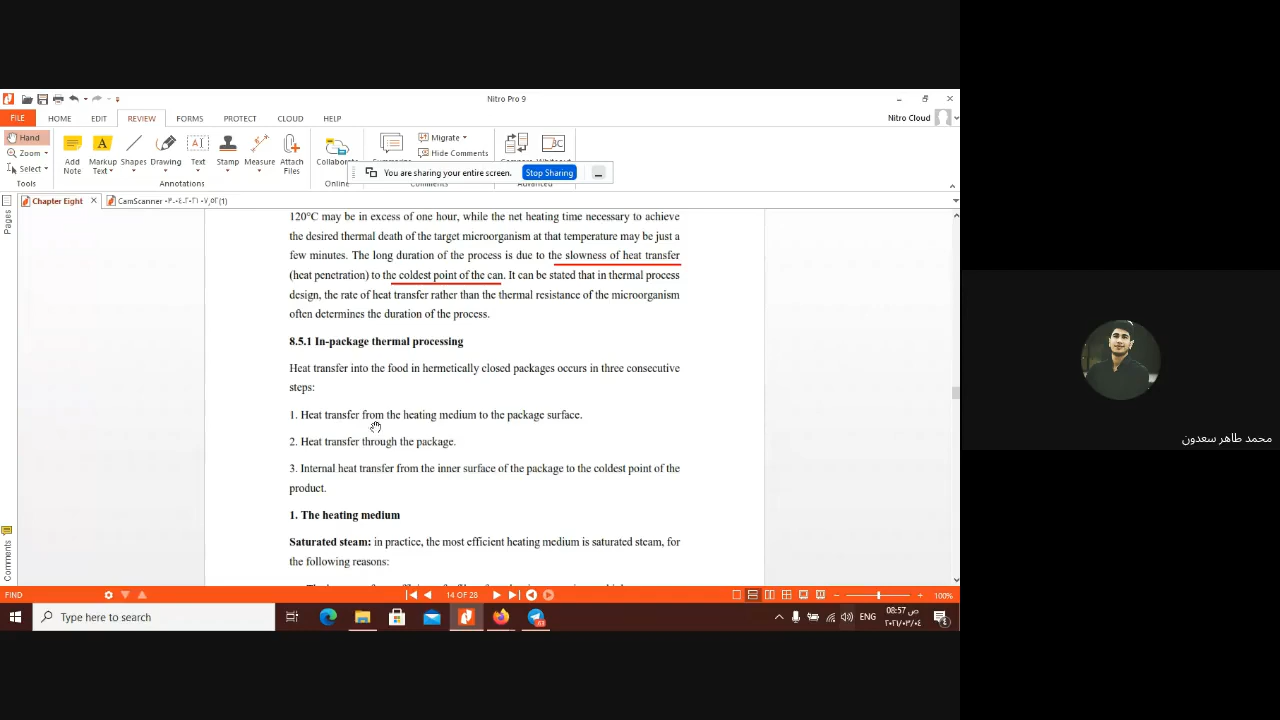 Nitro Pro 9
FILE HOME EDIT REVIEW FORMS PROTECT CLOUD HELP
Nitro Cloud
Hand
Zoom
Select
Tools
Add Note
Markup Text
Shapes
Drawing
Text
Stamp
Measure
Attach Files
Annotations
Collaborate
Online
Migrate
Hide Comments
Advanced
You are sharing your entire screen.
Stop Sharing
Chapter Eight
CamScanner
Pages
Comments
120°C may be in excess of one hour, while the net heating time necessary to achieve
the desired thermal death of the target microorganism at that temperature may be just a
few minutes. The long duration of the process is due to the slowness of heat transfer
(heat penetration) to the coldest point of the can. It can be stated that in thermal process
design, the rate of heat transfer rather than the thermal resistance of the microorganism
often determines the duration of the process.
8.5.1 In-package thermal processing
Heat transfer into the food in hermetically closed packages occurs in three consecutive
steps:
1. Heat transfer from the heating medium to the package surface.
2. Heat transfer through the package.
3. Internal heat transfer from the inner surface of the package to the coldest point of the
product.
1. The heating medium
Saturated steam: in practice, the most efficient heating medium is saturated steam, for
the following reasons:
محمد طاهر سعدون
FIND
14 OF 28
100%
Type here to search
ENG
08:57 ص
٢٠٢١/٠٣/٠٤